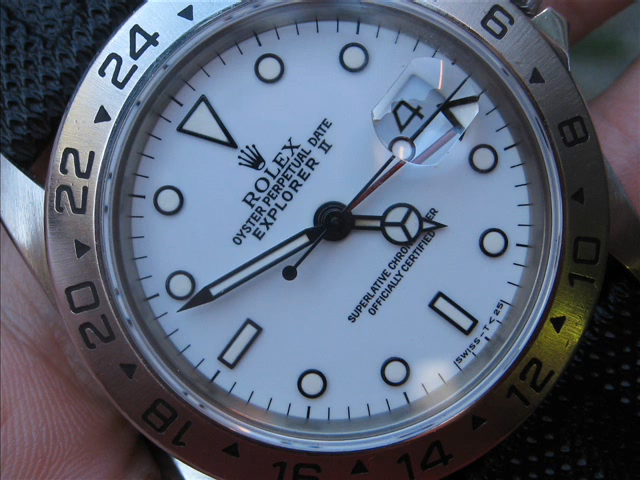 ROLEX
OYSTER PERPETUAL DATE
EXPLORER II
SUPERLATIVE
OFFICIALLY CERTIFIED
SWISS-T<25
4
24
6
8
10
12
14
16
18
20
22